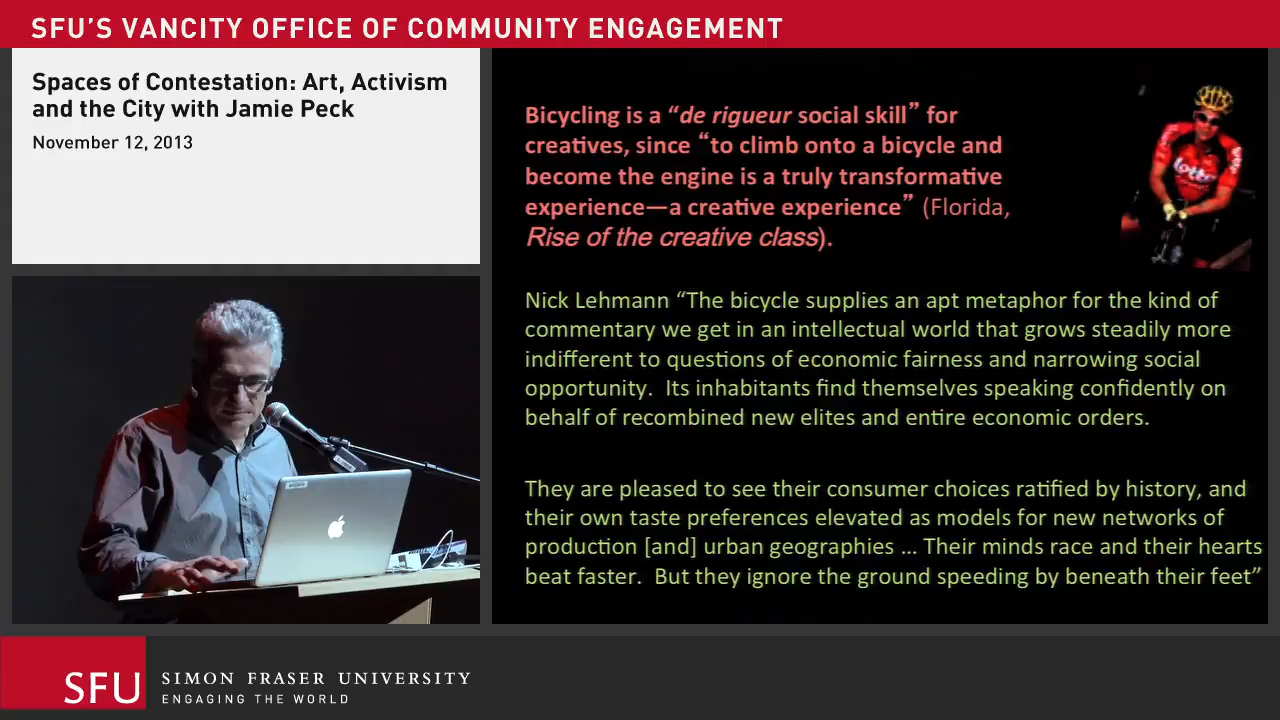 SFU'S VANCITY OFFICE OF COMMUNITY ENGAGEMENT
Spaces of Contestation: Art, Activism
and the City with Jamie Peck
November 12, 2013
Bicycling is a “de rigueur social skill” for
creatives, since “to climb onto a bicycle and
become the engine is a truly transformative
experience—a creative experience” (Florida,
Rise of the creative class).
lotto
Nick Lehmann “The bicycle supplies an apt metaphor for the kind of
commentary we get in an intellectual world that grows steadily more
indifferent to questions of economic fairness and narrowing social
opportunity. Its inhabitants find themselves speaking confidently on
behalf of recombined new elites and entire economic orders.
They are pleased to see their consumer choices ratified by history, and
their own taste preferences elevated as models for new networks of
production [and] urban geographies ... Their minds race and their hearts
beat faster. But they ignore the ground speeding by beneath their feet”
SFU
SIMON FRASER UNIVERSITY
ENGAGING THE WORLD